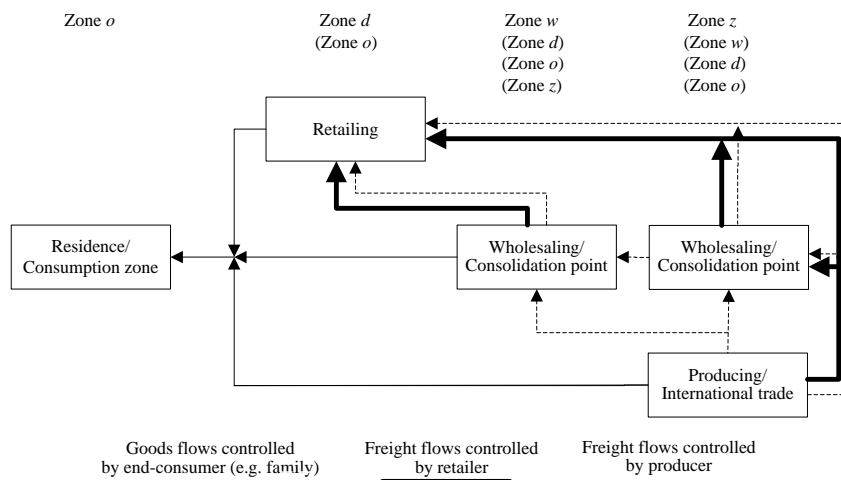 Zone o
Zone d
(Zone o)
Zone w
(Zone d)
(Zone o)
(Zone z)
Zone z
(Zone w)
(Zone d)
(Zone o)
Retailing
Residence/
Consumption zone
Wholesaling/
Consolidation point
Wholesaling/
Consolidation point
Producing/
International trade
Goods flows controlled
by end-consumer (e.g. family)
Freight flows controlled
by retailer
Freight flows controlled
by producer